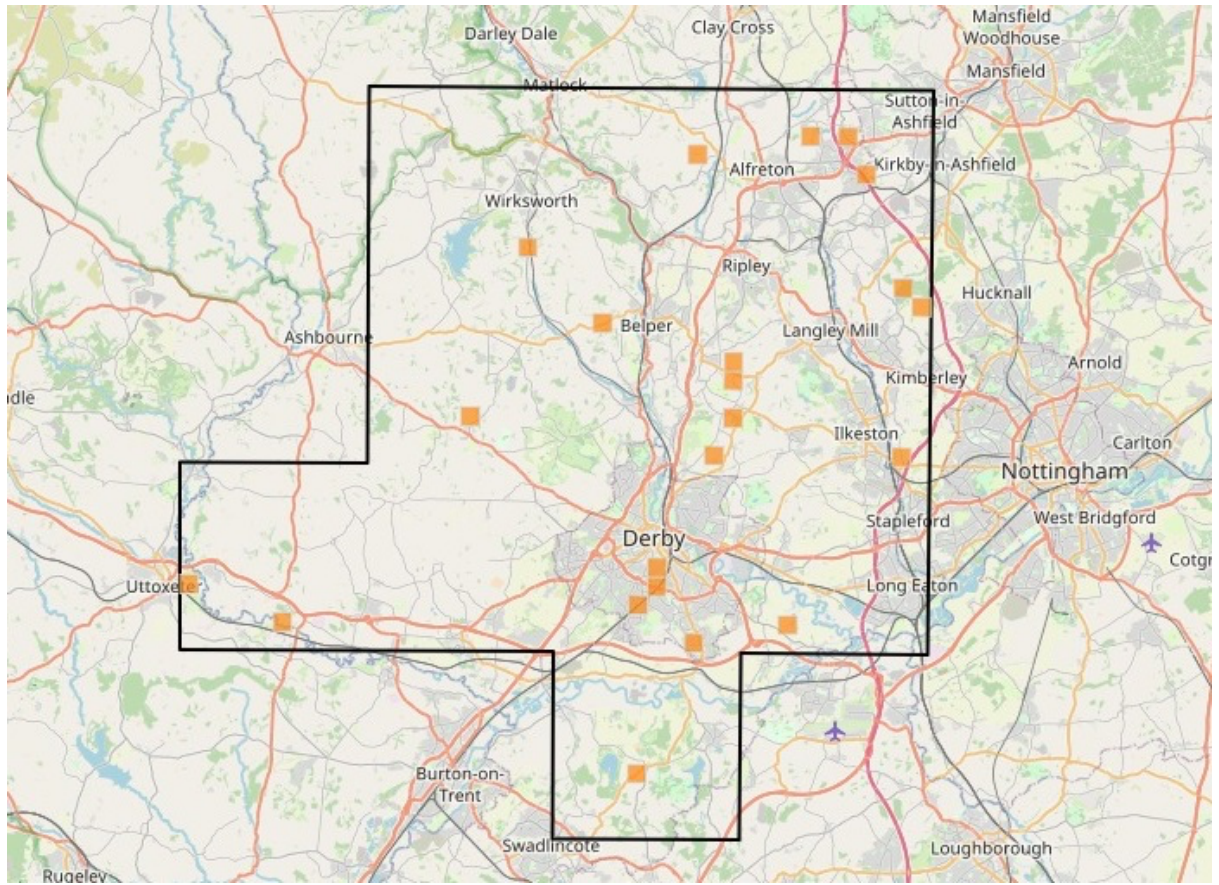 Mansfield
Woodhouse
Darley Dale
Clay Cross
Mansfield
Matlock
Sutton-in-
Ashfield
Alfreton
Kirkby-in-Ashfield
Wirksworth
Ripley
Hucknall
Ashbourne
Belper
Langley Mill
Arnold
Kimberley
dle
Ilkeston
Carlton
Nottingham
Stapleford
West Bridgford
Derby
Cotgr
Uttoxeter
Long Eaton
Burton-on-
Trent
Swadlincote
Loughborough
Rugeley